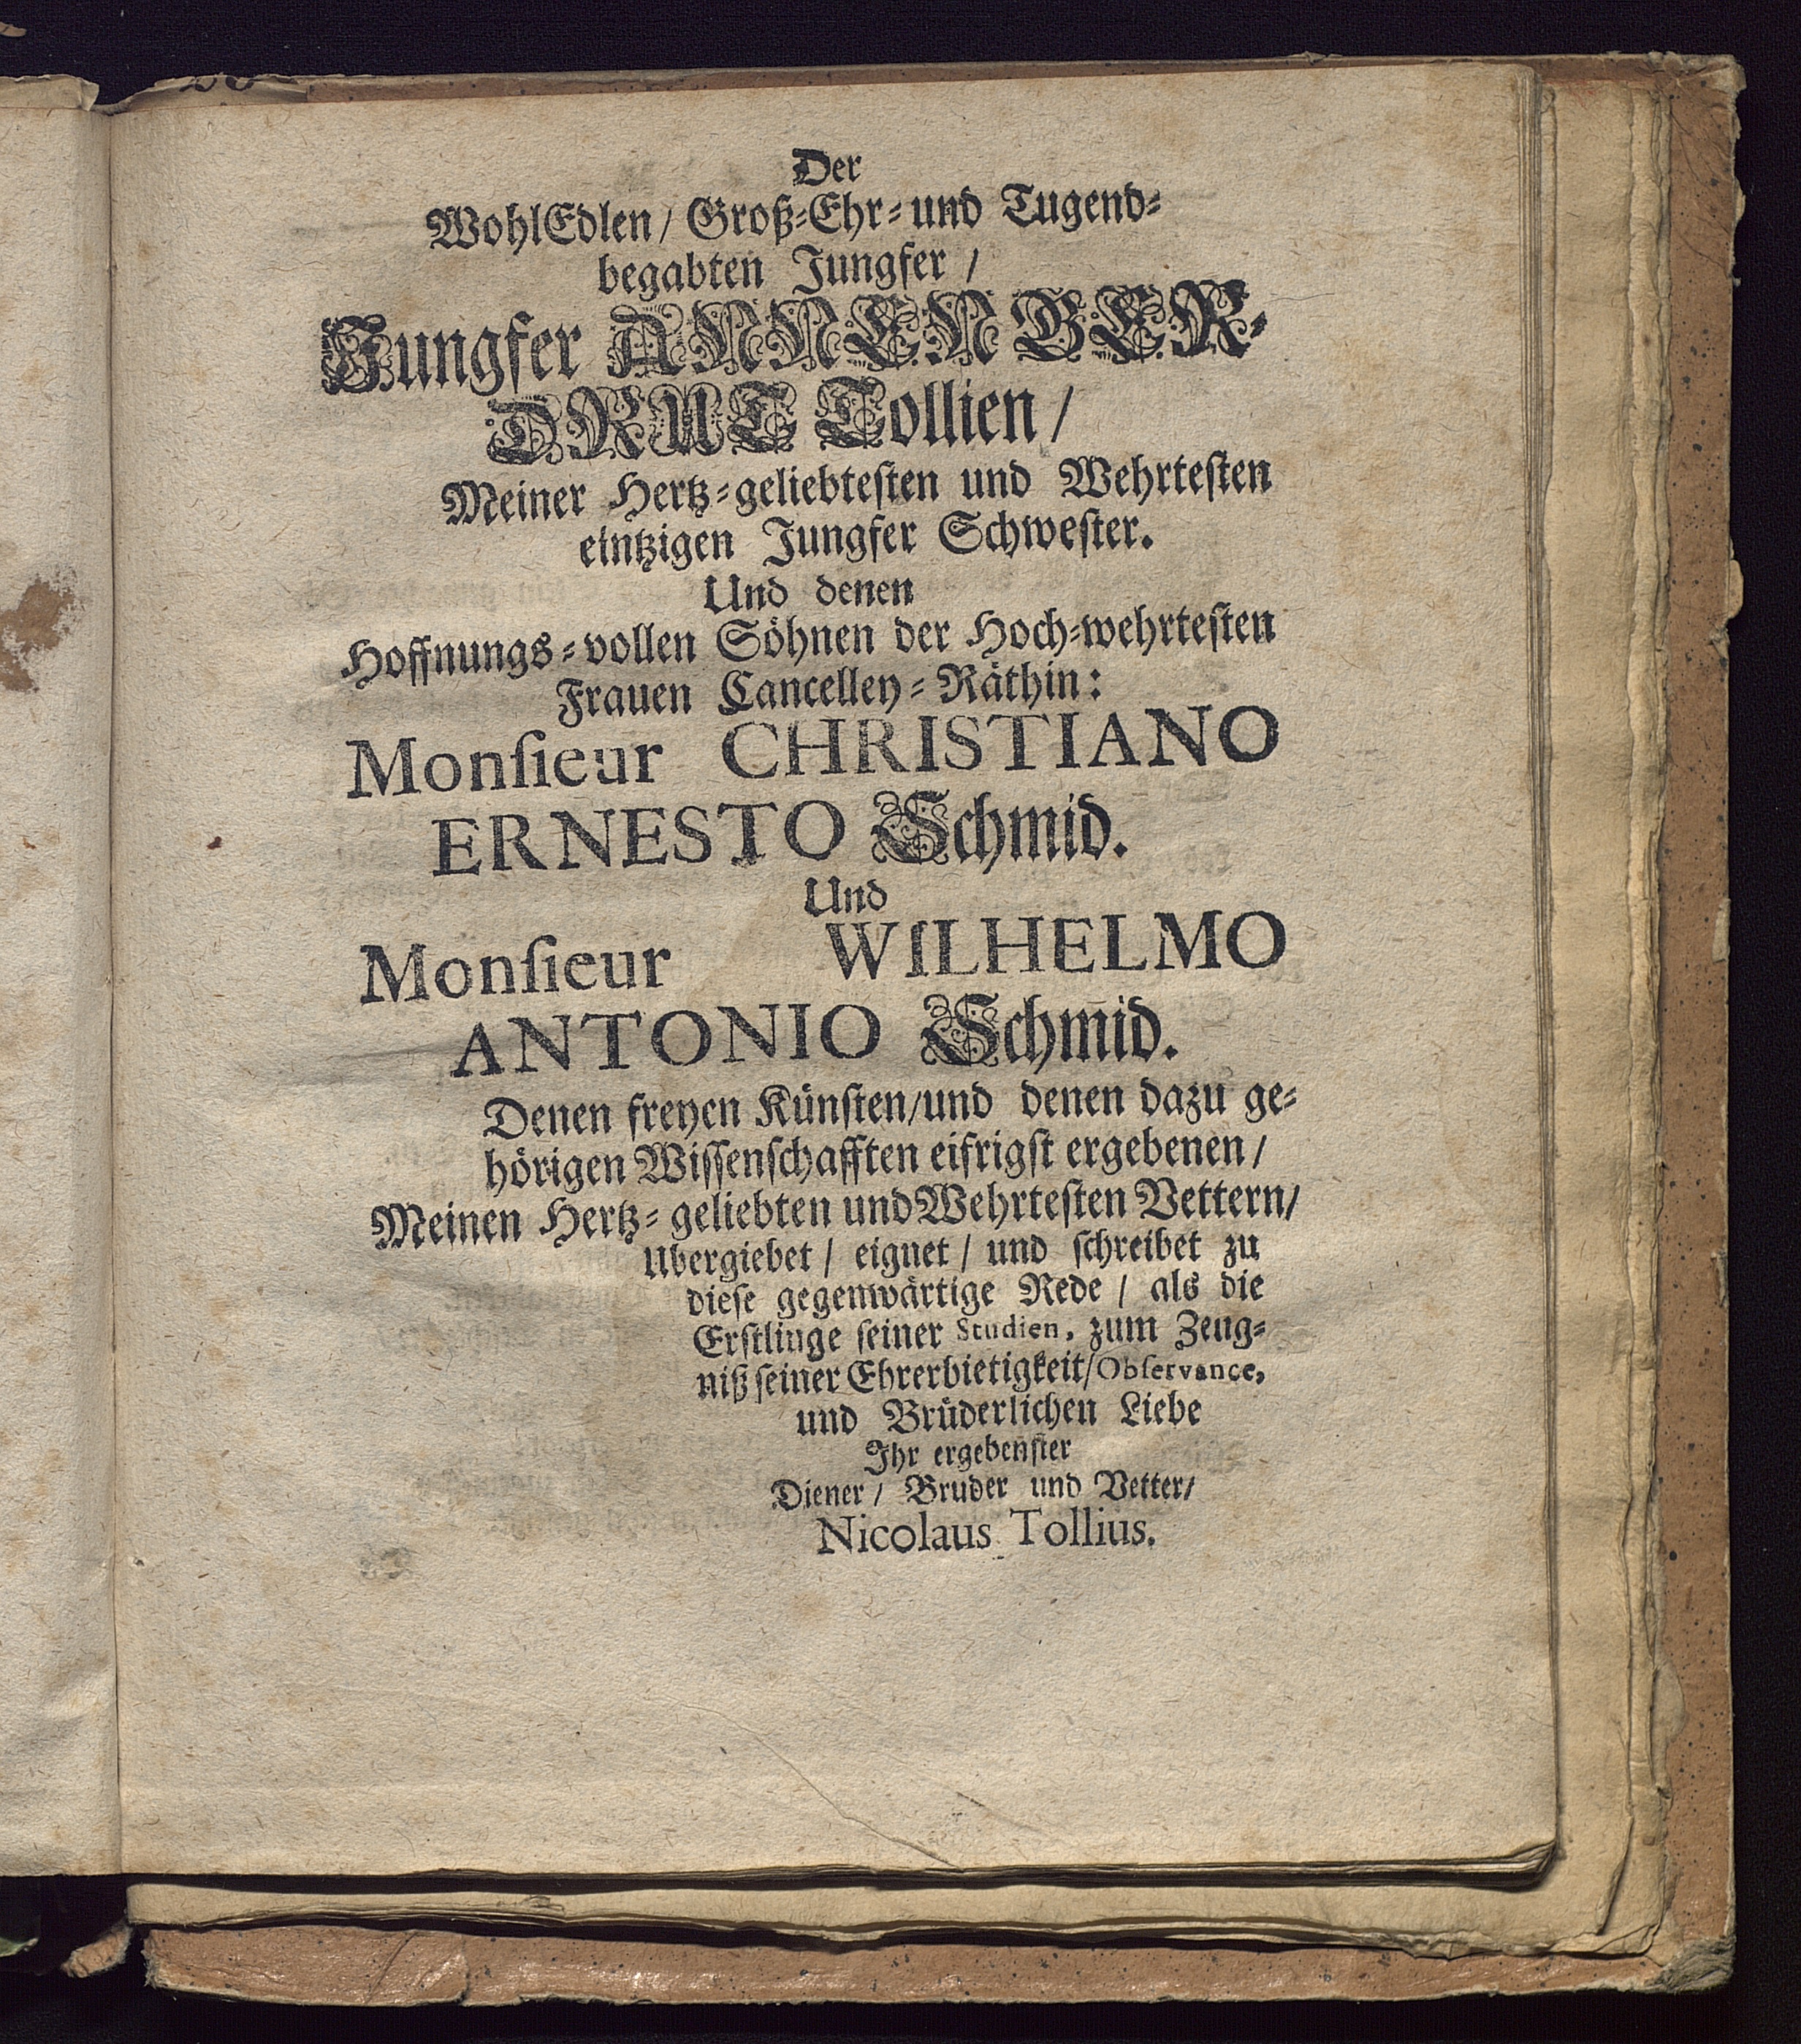 Der
WohlEdlen/ Groß-Ehr- und Tugend-
begabten Jungfer /
Jungfer ANNEN GER-
DRUT Tollien/
Meiner Hertz-geliebtesten und Wehrtesten
eintzigen Jungfer Schwester.
Und denen
Hoffnungs-vollen Söhnen der Hoch-wehrtesten
Frauen Cancelley-Räthin:
Monſieur CHRISTIANO
ERNESTO Schmid.
Und
Monſieur WILHELMO
ANTONIO Schmid.
Denen freyen Künsten/und denen dazu ge-
hörigen Wissenschafften eifrigst ergebenen/
Meinen Hertz-geliebten und Wehrtesten Vettern/
Ubergiebet/ eignet/ und schreibet zu
diese gegenwärtige Rede / als die
Erstlinge seiner Studien, zum Zeug-
niß seiner Ehrerbietigkeit/Obſervance,
und Brüderlichen Liebe
Ihr ergebenster
Diener/ Bruder und Vetter/
Nicolaus Tollius.